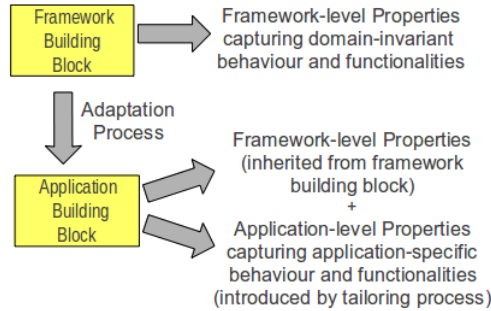 Framework
Building
Block
Framework-level Properties
capturing domain-invariant
behaviour and functionalities
Adaptation
Process
Application
Building
Block
Framework-level Properties
(inherited from framework
building block)
+
Application-level Properties
capturing application-specific
behaviour and functionalities
(introduced by tailoring process)